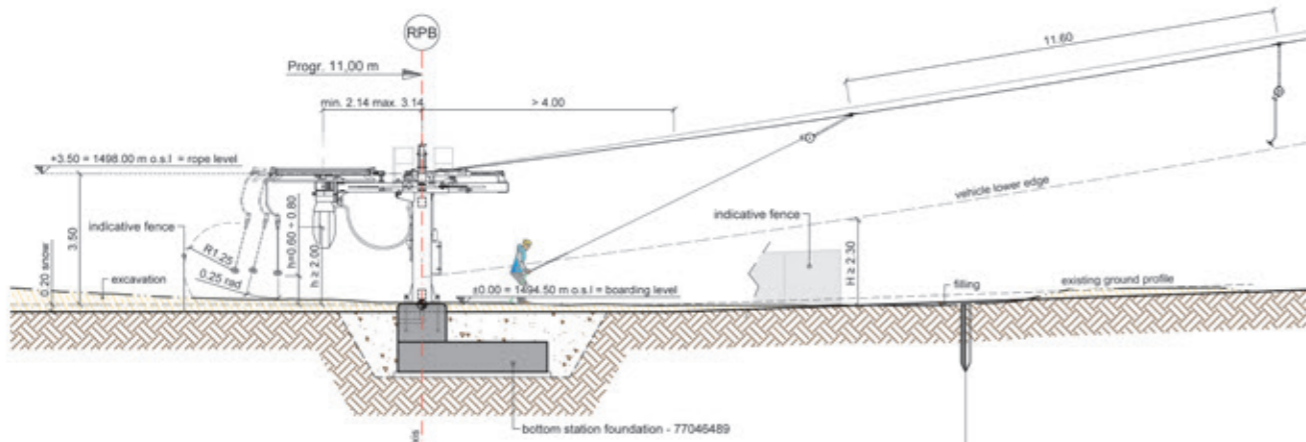 RPB
11.60
Progr. 11,00 m
min. 2.14 max. 3.14
> 4.00
+3.50 = 1498.00 m o.s.l = rope level
vehicle lower edge
indicative fence
indicative fence
3.50
R1.25
h=0.60 ÷ 0.80
h ≥ 2.00
H ≥ 2.30
0.20 snow
excavation
0.25 rad
±0.00 = 1494.50 m o.s.l = boarding level
filling
existing ground profile
bottom station foundation - 77046489